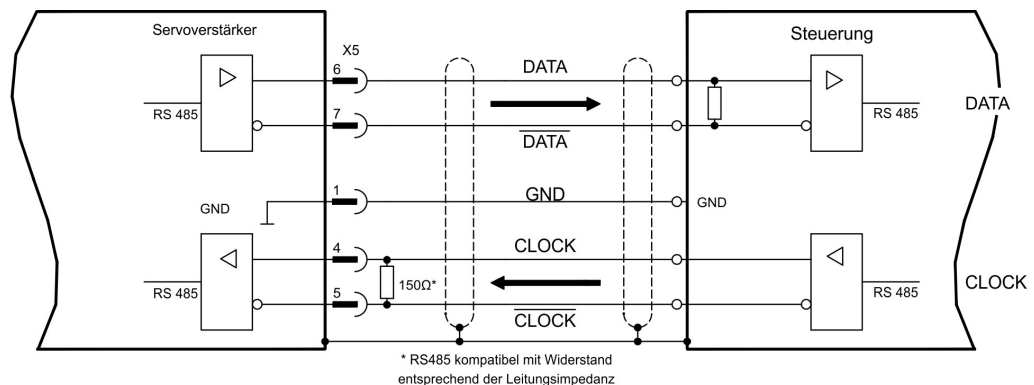 Servoverstärker
Steuerung
X5
6
DATA
RS 485
RS 485
DATA
7
DATA
1
GND
GND
GND
4
CLOCK
150Ω*
RS 485
RS 485
CLOCK
5
CLOCK
* RS485 kompatibel mit Widerstand
entsprechend der Leitungsimpedanz